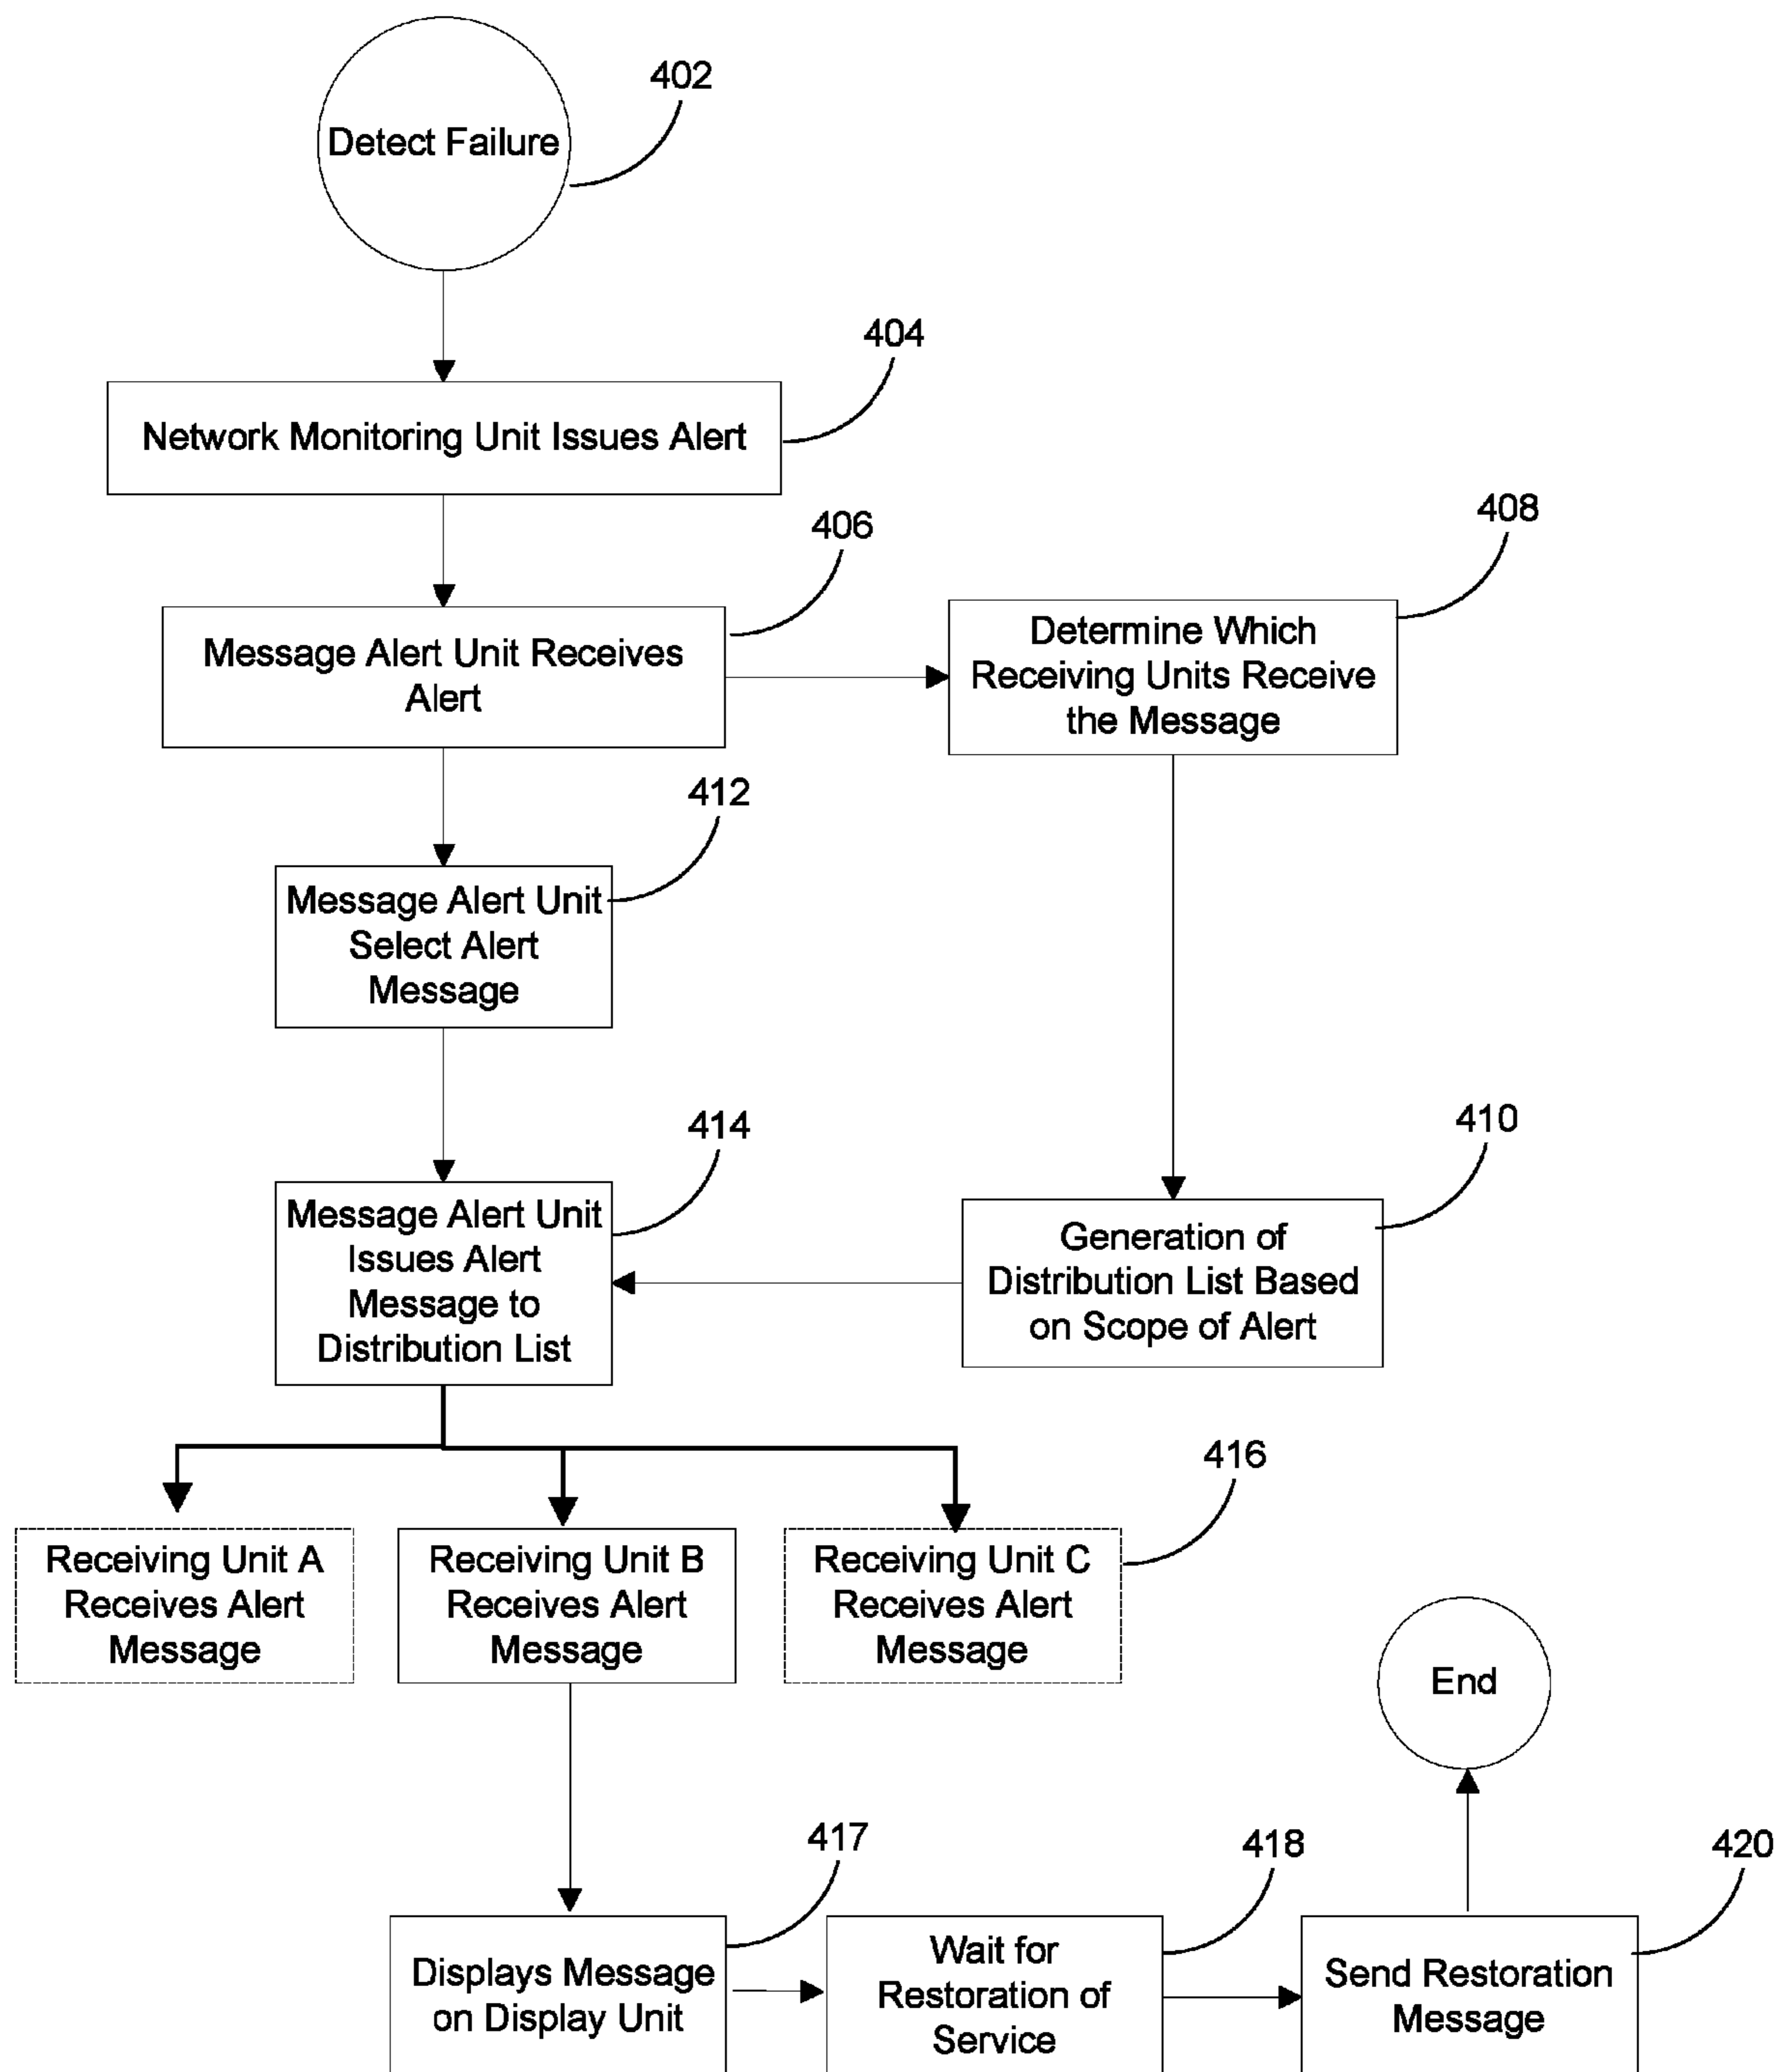 Detect Failure
402
Network Monitoring Unit Issues Alert
404
Message Alert Unit Receives
Alert
406
Determine Which
Receiving Units Receive
the Message
408
Message Alert Unit
Select Alert
Message
412
Message Alert Unit
Issues Alert
Message to
Distribution List
414
Generation of
Distribution List Based
on Scope of Alert
410
Receiving Unit A
Receives Alert
Message
Receiving Unit B
Receives Alert
Message
Receiving Unit C
Receives Alert
Message
416
End
Displays Message
on Display Unit
417
Wait for
Restoration of
Service
418
Send Restoration
Message
420